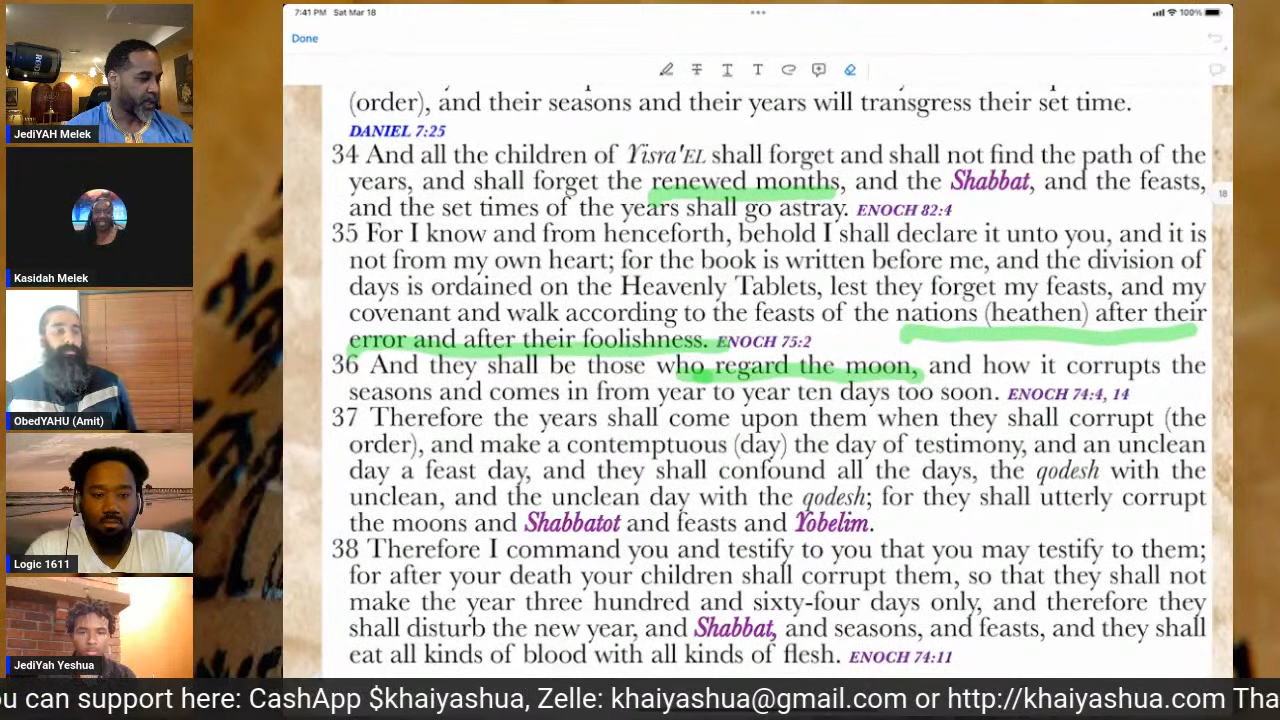 7:41 PM Sat Mar 18
100%
Done
(order), and their seasons and their years will transgress their set time.
DANIEL 7:25
34 And all the children of Yisra'EL shall forget and shall not find the path of the
years, and shall forget the renewed months, and the Shabbat, and the feasts,
and the set times of the years shall go astray. ENOCH 82:4
35 For I know and from henceforth, behold I shall declare it unto you, and it is
not from my own heart; for the book is written before me, and the division of
days is ordained on the Heavenly Tablets, lest they forget my feasts, and my
covenant and walk according to the feasts of the nations (heathen) after their
error and after their foolishness. ENOCH 75:2
36 And they shall be those who regard the moon, and how it corrupts the
seasons and comes in from year to year ten days too soon. ENOCH 74:4, 14
37 Therefore the years shall come upon them when they shall corrupt (the
order), and make a contemptuous (day) the day of testimony, and an unclean
day a feast day, and they shall confound all the days, the qodesh with the
unclean, and the unclean day with the qodesh; for they shall utterly corrupt
the moons and Shabbatot and feasts and Yobelim.
38 Therefore I command you and testify to you that you may testify to them;
for after your death your children shall corrupt them, so that they shall not
make the year three hundred and sixty-four days only, and therefore they
shall disturb the new year, and Shabbat, and seasons, and feasts, and they shall
eat all kinds of blood with all kinds of flesh. ENOCH 74:11
18
JediYAH Melek
Kasidah Melek
ObedYAHU (Amit)
Logic 1611
JediYah Yeshua
ou can support here: CashApp $khaiyashua, Zelle: khaiyashua@gmail.com or http://khaiyashua.com Tha